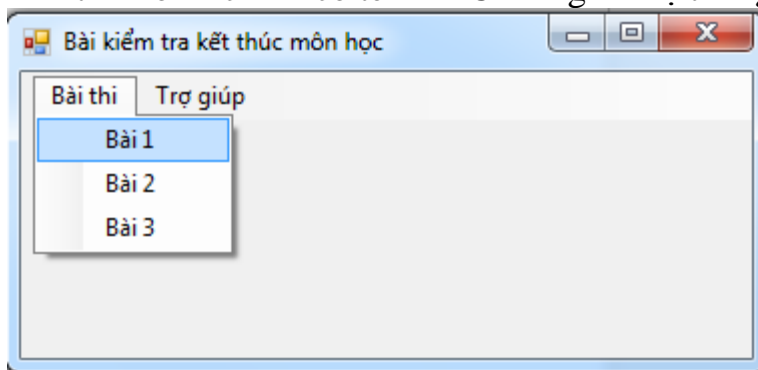 Bài kiểm tra kết thúc môn học
Bài thi Trợ giúp
Bài 1
Bài 2
Bài 3